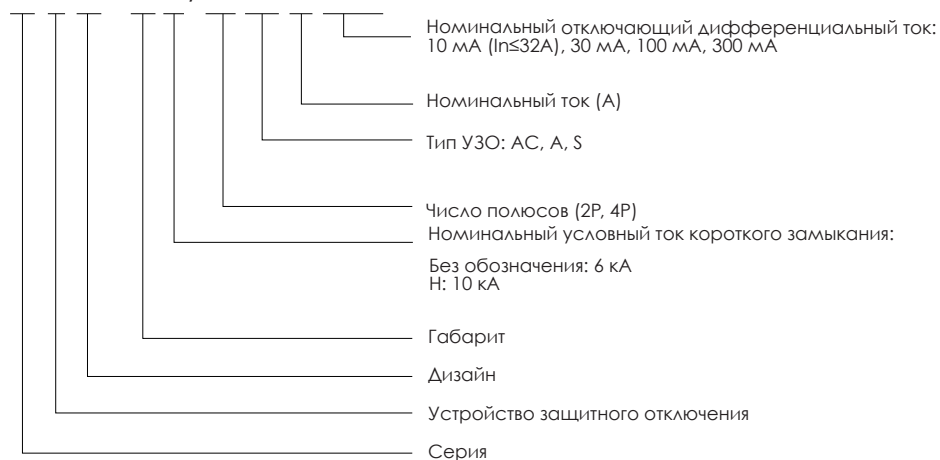 Номинальный отключающий дифференциальный ток:
10 мА (In≤32А), 30 мА, 100 мА, 300 мА
Номинальный ток (А)
Тип УЗО: АС, А, S
Число полюсов (2P, 4P)
Номинальный условный ток короткого замыкания:
Без обозначения: 6 кА
Н: 10 кА
Габарит
Дизайн
Устройство защитного отключения
Серия